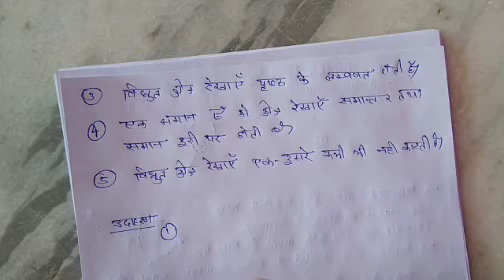 ③ विद्युत क्षेत्र रेखाएँ पृष्ठ के लम्बवत होती है
④ एक समान है तो क्षेत्र रेखाएँ समान्तर तथा
समान दुरी पर होती है
⑤ विद्युत क्षेत्र रेखाएँ एक-दुसरे कभी भी नही काटती है
उदाहरण
①